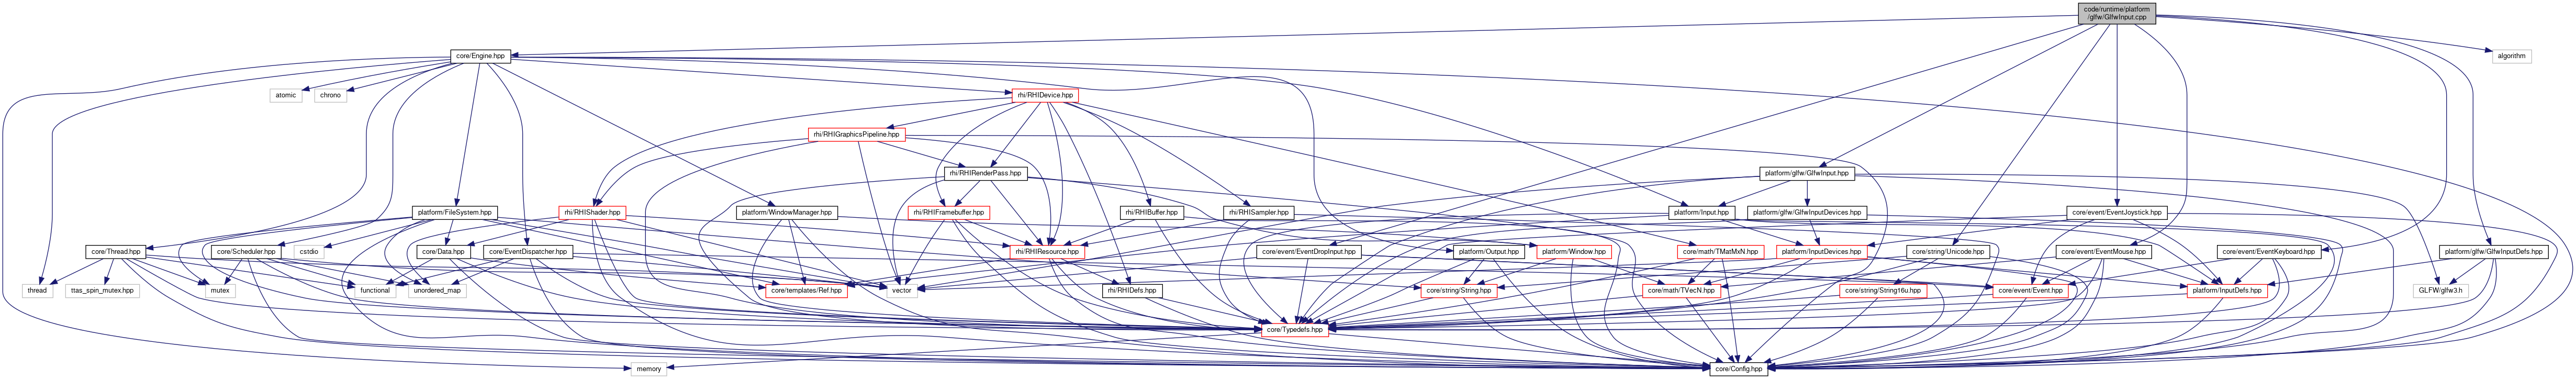 code/runtime/platform
/glfw/GlfwInput.cpp
core/Engine.hpp
algorithm
atomic
chrono
rhi/RHIDevice.hpp
rhi/RHIGraphicsPipeline.hpp
rhi/RHIRenderPass.hpp
platform/glfw/GlfwInput.hpp
platform/FileSystem.hpp
rhi/RHIShader.hpp
platform/WindowManager.hpp
rhi/RHIFramebuffer.hpp
rhi/RHIBuffer.hpp
rhi/RHISampler.hpp
platform/Input.hpp
platform/glfw/GlfwInputDevices.hpp
core/event/EventJoystick.hpp
core/Thread.hpp
core/Scheduler.hpp
cstdio
core/Data.hpp
core/EventDispatcher.hpp
rhi/RHIResource.hpp
core/event/EventDropInput.hpp
platform/Output.hpp
platform/Window.hpp
core/math/TMatMxN.hpp
platform/InputDevices.hpp
core/string/Unicode.hpp
core/event/EventMouse.hpp
core/event/EventKeyboard.hpp
platform/glfw/GlfwInputDefs.hpp
thread
ttas_spin_mutex.hpp
mutex
functional
unordered_map
core/templates/Ref.hpp
vector
rhi/RHIDefs.hpp
core/string/String.hpp
core/math/TVecN.hpp
core/string/String16u.hpp
core/event/Event.hpp
platform/InputDefs.hpp
GLFW/glfw3.h
core/Typedefs.hpp
memory
core/Config.hpp